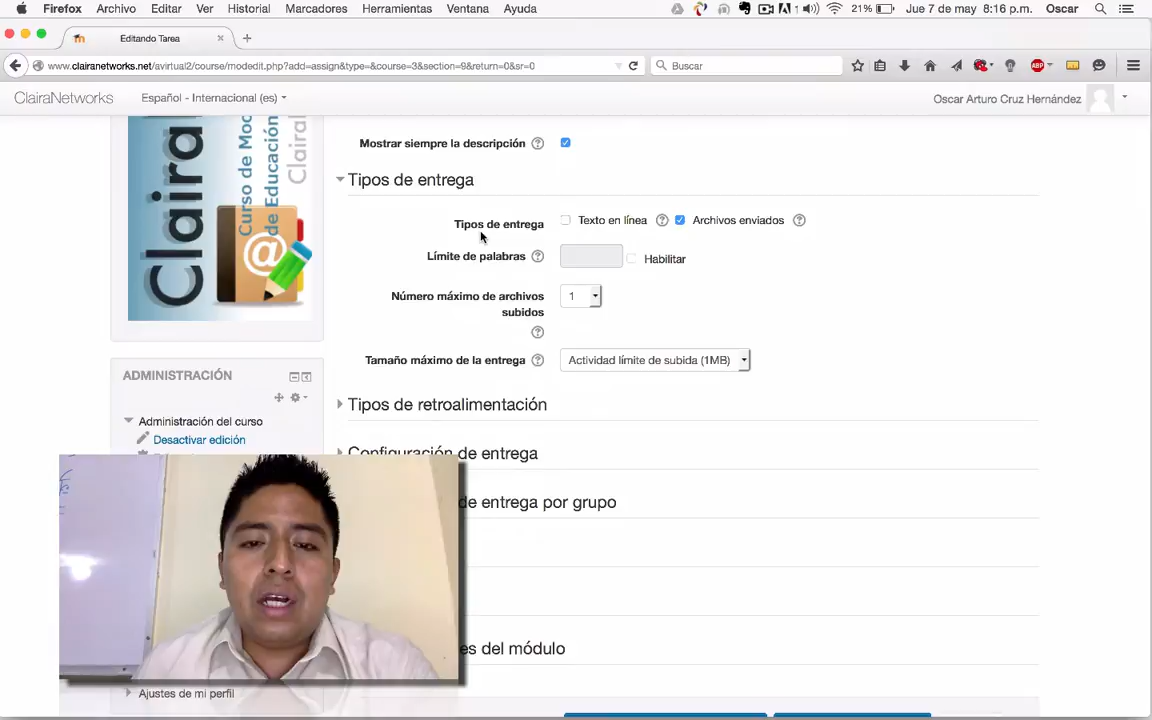 Firefox Archivo Editar Ver Historial Marcadores Herramientas Ventana Ayuda 1 21% Jue 7 de may 8:16 p.m. Oscar
Editando Tarea
www.clairanetworks.net/avirtual2/course/modedit.php?add=assign&type=&course=3&section=9&return=0&sr=0 Buscar ABP
ClairaNetworks Español - Internacional (es) Oscar Arturo Cruz Hernández
Claira
Curso de Mo
de Educación
Claira
@
Mostrar siempre la descripción
Tipos de entrega
Tipos de entrega Texto en línea Archivos enviados
Límite de palabras Habilitar
Número máximo de archivos 1
subidos
Tamaño máximo de la entrega Actividad límite de subida (1MB)
ADMINISTRACIÓN
Administración del curso
Desactivar edición
Tipos de retroalimentación
Configuración de entrega
de entrega por grupo
es del módulo
Ajustes de mi perfil